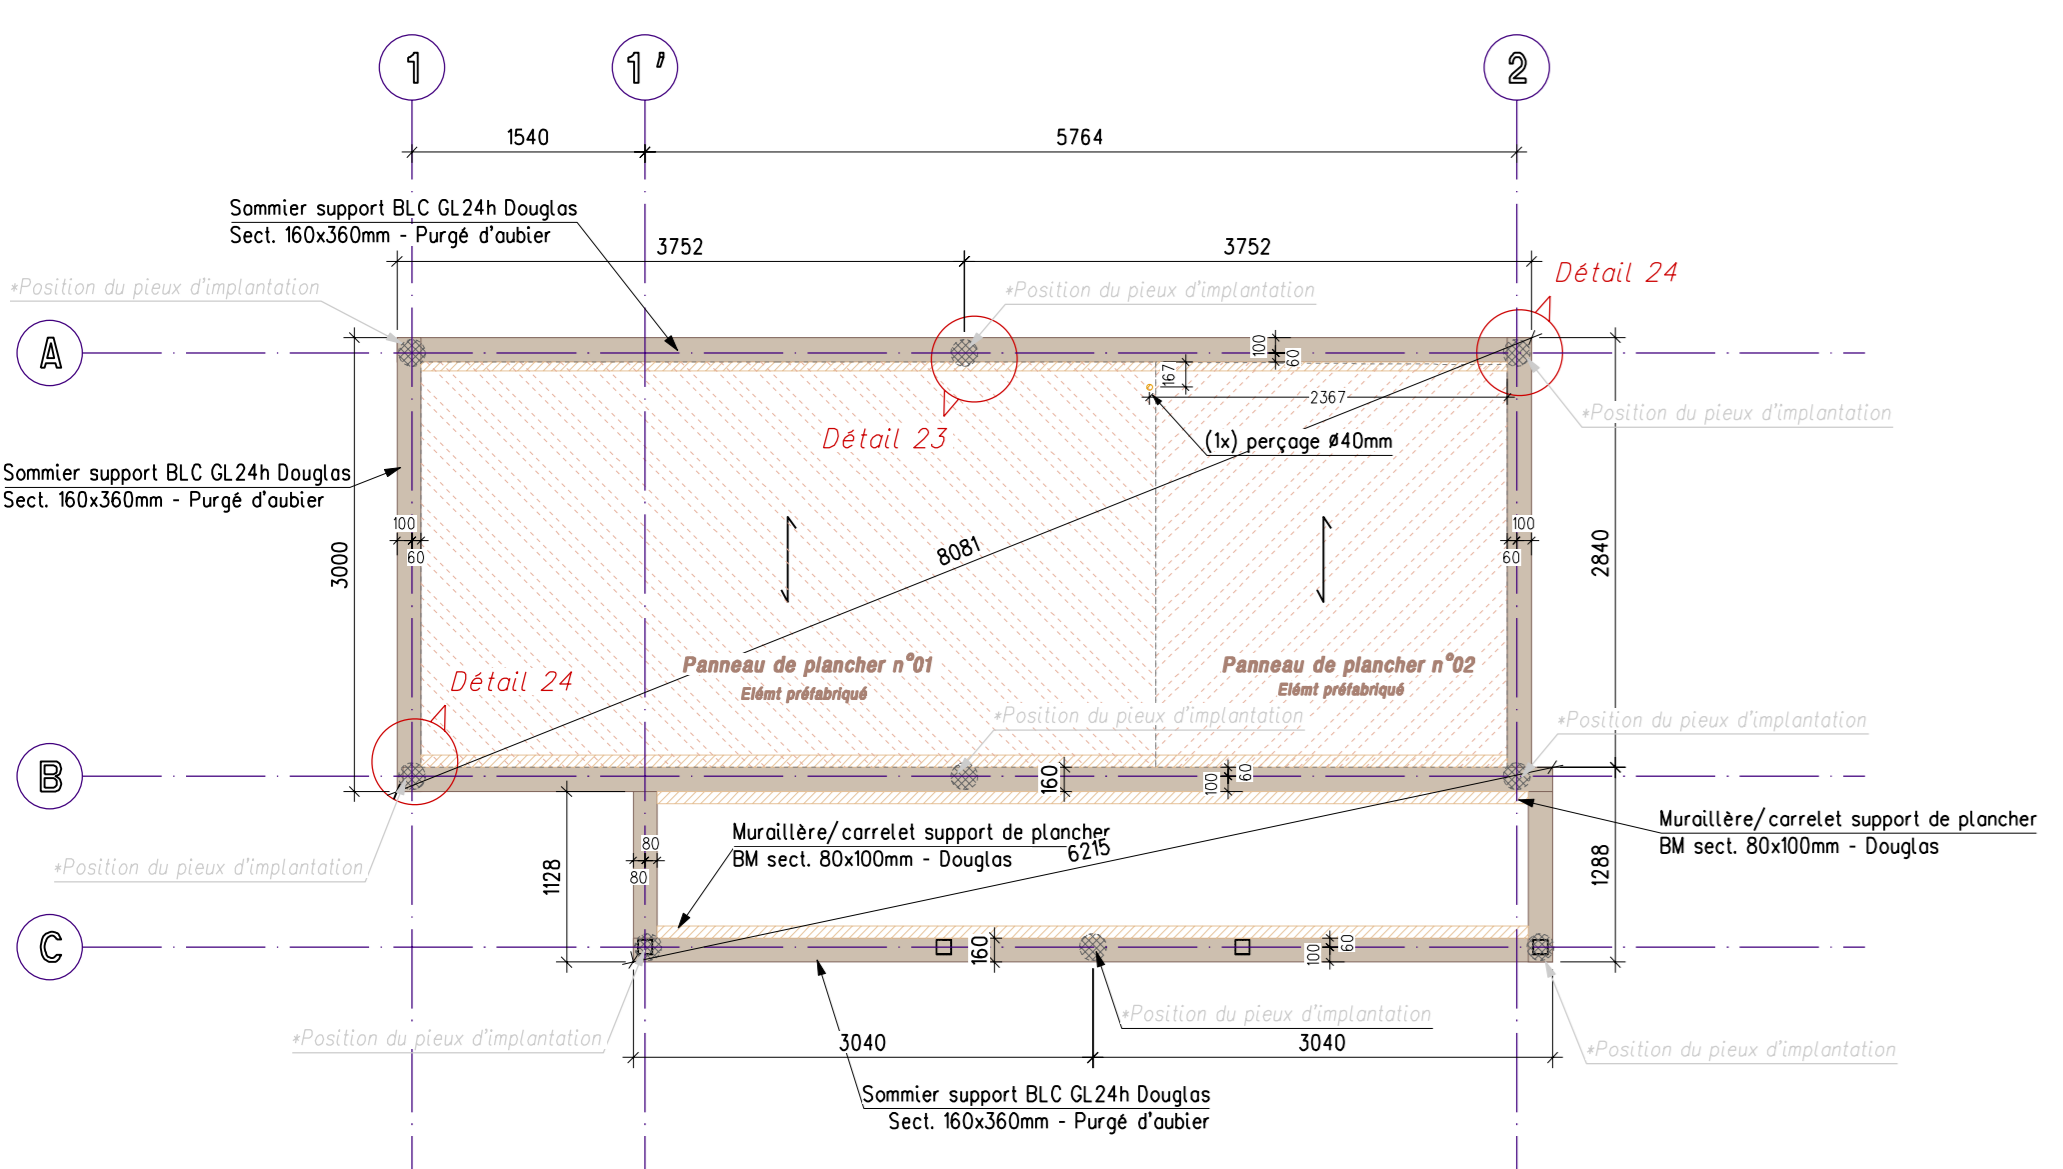 1
1'
2
1540
5764
Sommier support BLC GL24h Douglas
Sect. 160x360mm - Purgé d'aubier
3752
3752
Détail 24
*Position du pieux d'implantation
*Position du pieux d'implantation
A
100
60
167
2367
*Position du pieux d'implantation
Détail 23
(1x) perçage Ø40mm
Sommier support BLC GL24h Douglas
Sect. 160x360mm - Purgé d'aubier
100
60
100
60
3000
8081
2840
Panneau de plancher n°01
Elémt préfabriqué
Panneau de plancher n°02
Elémt préfabriqué
Détail 24
*Position du pieux d'implantation
*Position du pieux d'implantation
B
160
100
60
Muraillère/carrelet support de plancher
BM sect. 80x100mm - Douglas
6215
Muraillère/carrelet support de plancher
BM sect. 80x100mm - Douglas
80
80
1128
1288
*Position du pieux d'implantation
C
160
100
60
*Position du pieux d'implantation
*Position du pieux d'implantation
*Position du pieux d'implantation
3040
3040
Sommier support BLC GL24h Douglas
Sect. 160x360mm - Purgé d'aubier